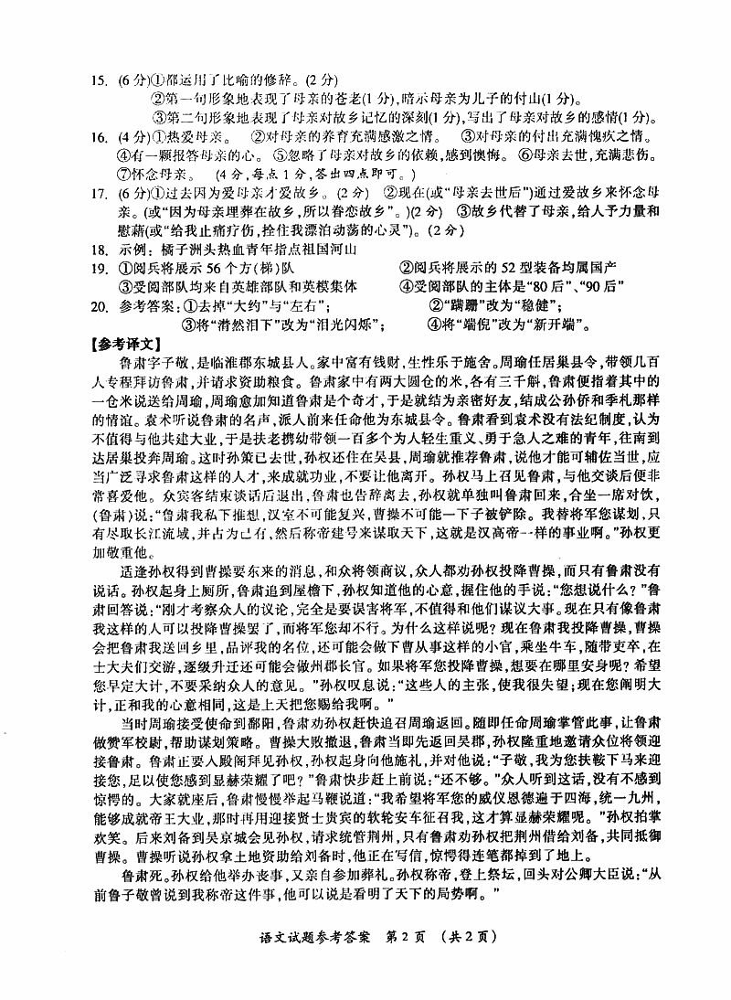 15. (6分)①都运用了比喻的修辞。(2分)
②第一句形象地表现了母亲的苍老(1分),暗示母亲为儿子的付出(1分)。
③第二句形象地表现了母亲对故乡记忆的深刻(1分),写出了母亲对故乡的感情(1分)。
16. (4分)①热爱母亲。 ②对母亲的养育充满感激之情。 ③对母亲的付出充满愧疚之情。
④有一颗报答母亲的心。 ⑤忽略了母亲对故乡的依赖,感到懊悔。 ⑥母亲去世,充满悲伤。
⑦怀念母亲。 (4分,每点1分,答出四点即可。)
17. (6分)①过去因为爱母亲才爱故乡。(2分) ②现在(或“母亲去世后”)通过爱故乡来怀念母
亲。(或“因为母亲埋葬在故乡,所以眷恋故乡”。)(2分) ③故乡代替了母亲,给人予力量和
慰藉(或“给我止痛疗伤,拴住我漂泊动荡的心灵”)。(2分)
18. 示例:橘子洲头热血青年指点祖国河山
19. ①阅兵将展示56个方(梯)队 ②阅兵将展示的52型装备均属国产
③受阅部队均来自英雄部队和英模集体 ④受阅部队的主体是“80后”、“90后”
20. 参考答案:①去掉“大约”与“左右”; ②“蹒跚”改为“稳健”;
③将“潸然泪下”改为“泪光闪烁”; ④将“端倪”改为“新开端”。
【参考译文】
鲁肃字子敬,是临淮郡东城县人。家中富有钱财,生性乐于施舍。周瑜任居巢县令,带领几百
人专程拜访鲁肃,并请求资助粮食。鲁肃家中有两大圆仓的米,各有三千斛,鲁肃便指着其中的
一仓米说送给周瑜,周瑜愈加知道鲁肃是个奇才,于是就结为亲密好友,结成公孙侨和季札那样
的情谊。袁术听说鲁肃的名声,派人前来任命他为东城县令。鲁肃看到袁术没有法纪制度,认为
不值得与他共建大业,于是扶老携幼带领一百多个为人轻生重义、勇于急人之难的青年,往南到
达居巢投奔周瑜。这时孙策已去世,孙权还住在吴县,周瑜就推荐鲁肃,说他才能可辅佐当世,应
当广泛寻求鲁肃这样的人才,来成就功业,不要让他离开。孙权马上召见鲁肃,与他交谈后便非
常喜爱他。众宾客结束谈话后退出,鲁肃也告辞离去,孙权就单独叫鲁肃回来,合坐一席对饮,
(鲁肃)说:“鲁肃我私下推想,汉室不可能复兴,曹操不可能一下子被铲除。我替将军您谋划,只
有尽取长江流域,并占为己有,然后称帝建号来谋取天下,这就是汉高帝一样的事业啊。”孙权更
加敬重他。
适逢孙权得到曹操要东来的消息,和众将领商议,众人都劝孙权投降曹操,而只有鲁肃没有
说话。孙权起身上厕所,鲁肃追到屋檐下,孙权知道他的心意,握住他的手说:“您想说什么?”鲁
肃回答说:“刚才考察众人的议论,完全是要误害将军,不值得和他们谋议大事。现在只有像鲁肃
我这样的人可以投降曹操罢了,而将军您却不行。为什么这样说呢?现在鲁肃我投降曹操,曹操
会把鲁肃我送回乡里,品评我的名位,还可能会做下曹从事这样的小官,乘坐牛车,随带吏卒,在
士大夫们交游,逐级升迁还可能会做州郡长官。如果将军您投降曹操,想要在哪里安身呢?希望
您早定大计,不要采纳众人的意见。”孙权叹息说:“这些人的主张,使我很失望;现在您阐明大
计,正和我的心意相同,这是上天把您赐给我啊。”
当时周瑜接受使命到鄱阳,鲁肃劝孙权赶快追召周瑜返回。随即任命周瑜掌管此事,让鲁肃
做赞军校尉,帮助谋划策略。曹操大败撤退,鲁肃当即先返回吴郡,孙权隆重地邀请众位将领迎
接鲁肃。鲁肃正要入殿阁拜见孙权,孙权起身向他施礼,并对他说:“子敬,我为您扶鞍下马来迎
接您,足以使您感到显赫荣耀了吧?”鲁肃快步赶上前说:“还不够。”众人听到这话,没有不感到
惊愕的。大家就座后,鲁肃慢慢举起马鞭说道:“我希望将军您的威仪恩德遍于四海,统一九州,
能够成就帝王大业,那时再用迎接贤士贵宾的软轮安车征召我,这才算显赫荣耀呢。”孙权拍掌
欢笑。后来刘备到吴京城会见孙权,请求统管荆州,只有鲁肃劝孙权把荆州借给刘备,共同抵御
曹操。曹操听说孙权拿土地资助给刘备时,他正在写信,惊愕得连笔都掉到了地上。
鲁肃死。孙权给他举办丧事,又亲自参加葬礼。孙权称帝,登上祭坛,回头对公卿大臣说:“从
前鲁子敬曾说到我称帝这件事,他可以说是看明了天下的局势啊。”
语文试题参考答案 第2页 (共2页)